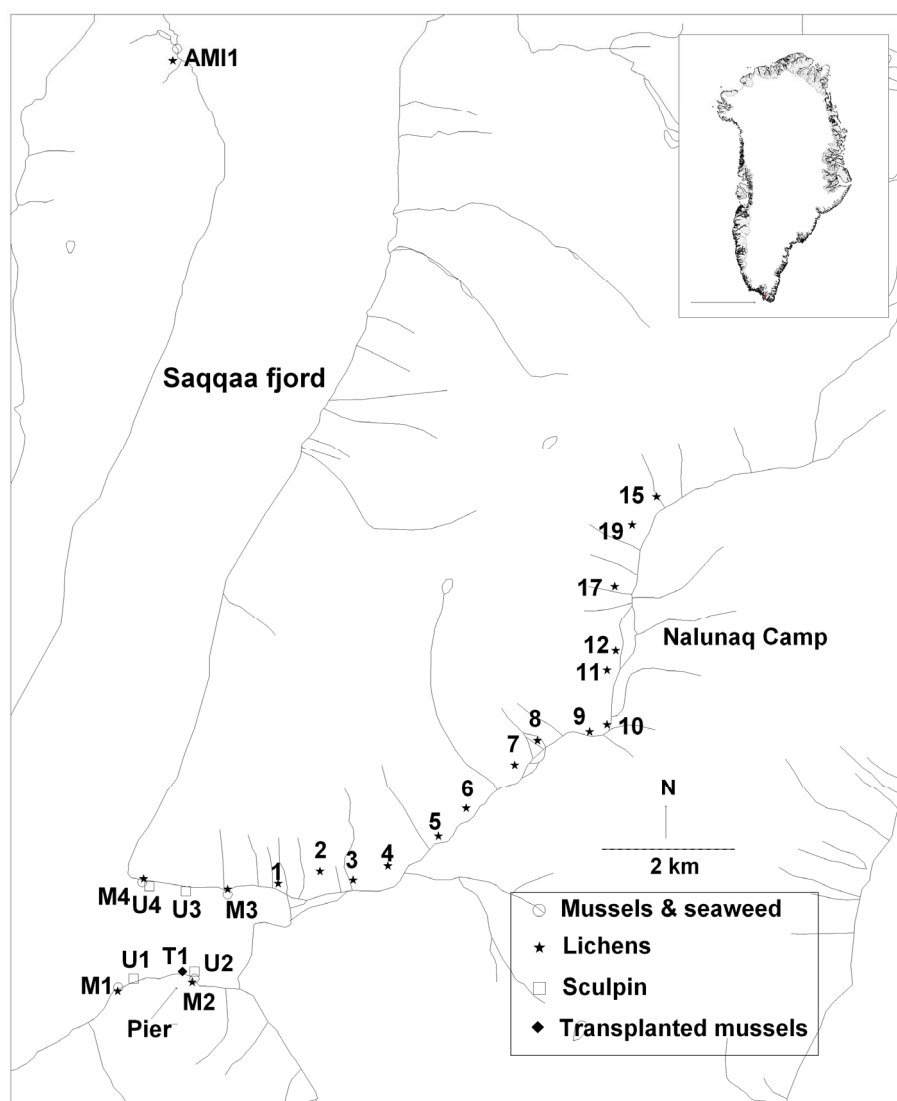 AMI1
Saqqaa fjord
15
19
17
Nalunaq Camp
12
11
9
10
8
7
N
6
5
2 km
2
1
3
4
M4
U4
U3
M3
Mussels & seaweed
Lichens
T1
U1
U2
Sculpin
M1
M2
Pier
Transplanted mussels